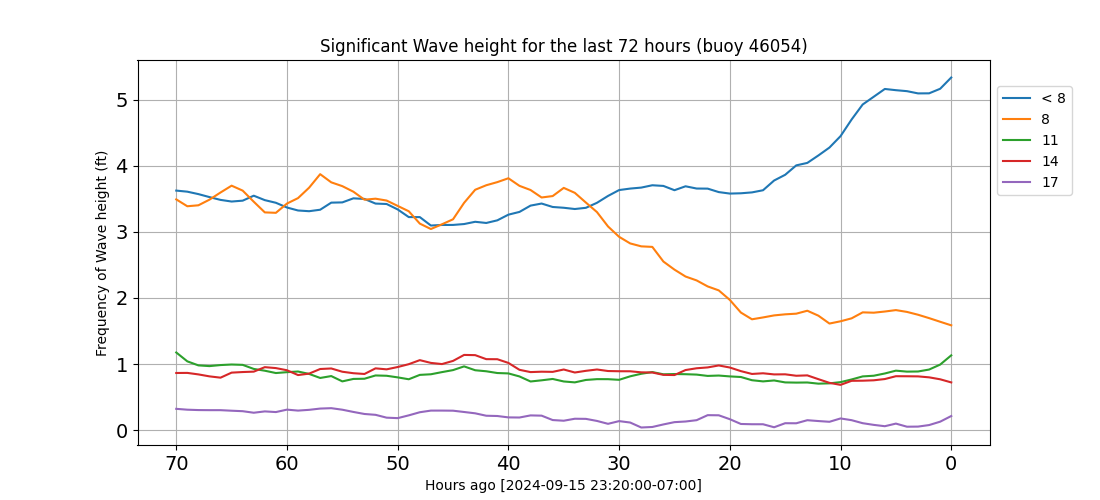 Significant Wave height for the last 72 hours (buoy 46054)
Frequency of Wave height (ft)
5
4
3
2
1
0
70 60 50 40 30 20 10 0
Hours ago [2024-09-15 23:20:00-07:00]
< 8
8
11
14
17